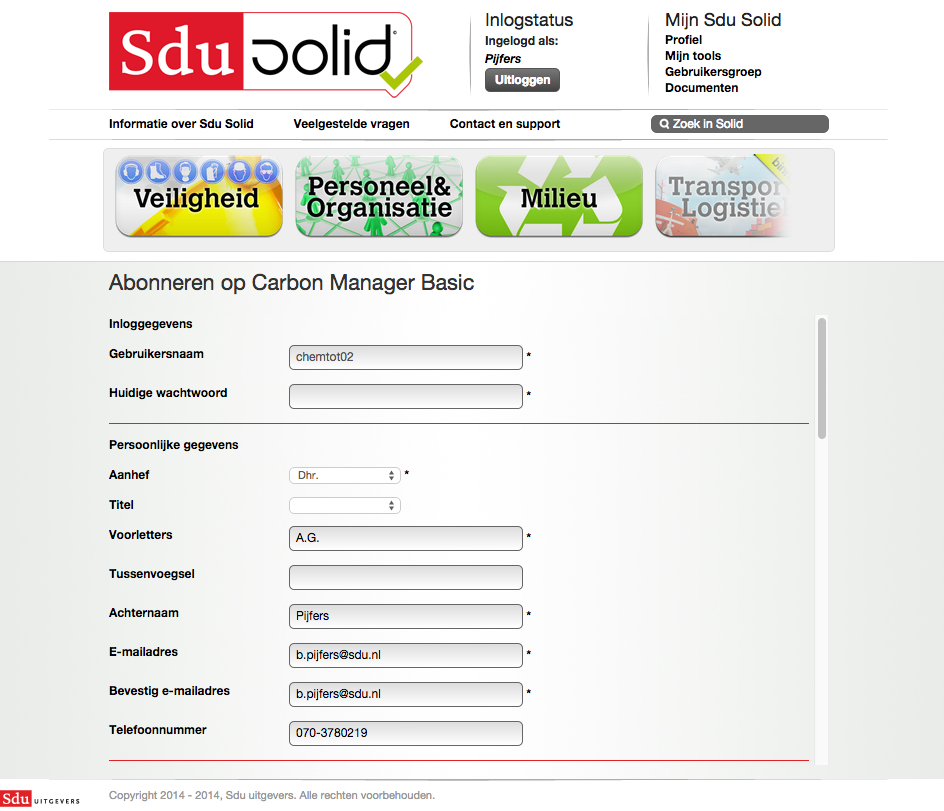 Sdu solid
Inlogstatus
Ingelogd als:
Pijfers
Uitloggen
Mijn Sdu Solid
Profiel
Mijn tools
Gebruikersgroep
Documenten
Informatie over Sdu Solid
Veelgestelde vragen
Contact en support
Zoek in Solid
Veiligheid
Personeel&
Organisatie
Milieu
Transpor
Logistie
Abonneren op Carbon Manager Basic
Inloggegevens
Gebruikersnaam chemtot02 *
Huidige wachtwoord *
Persoonlijke gegevens
Aanhef Dhr. *
Titel
Voorletters A.G. *
Tussenvoegsel
Achternaam Pijfers *
E-mailadres b.pijfers@sdu.nl *
Bevestig e-mailadres b.pijfers@sdu.nl *
Telefoonnummer 070-3780219
Sdu UITGEVERS
Copyright 2014 - 2014, Sdu uitgevers. Alle rechten voorbehouden.